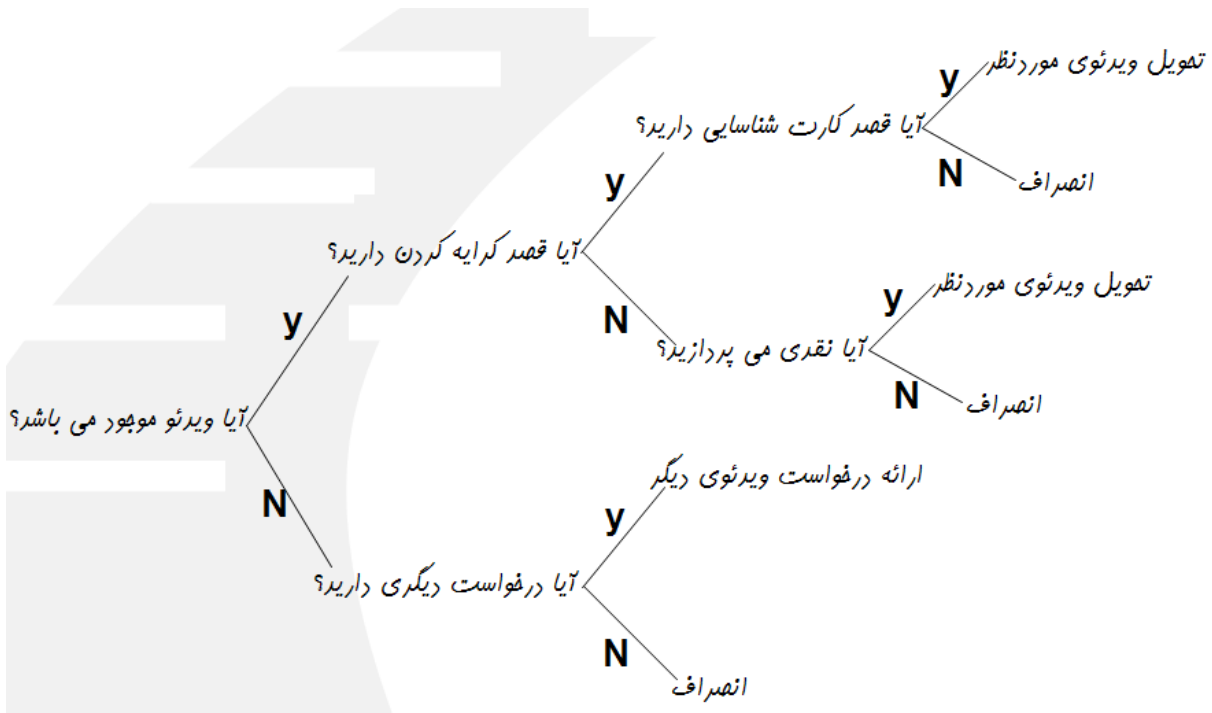 تحویل ویدئوی موردنظر
y
آیا قصد کارت شناسایی دارید؟
N
انصراف
y
آیا قصد کرایه کردن دارید؟
تحویل ویدئوی موردنظر
y
N
آیا نقدی می پردازید؟
y
N
انصراف
آیا ویدئو موجود می باشد؟
ارائه درخواست ویدئوی دیگر
N
y
آیا درخواست دیگری دارید؟
N
انصراف